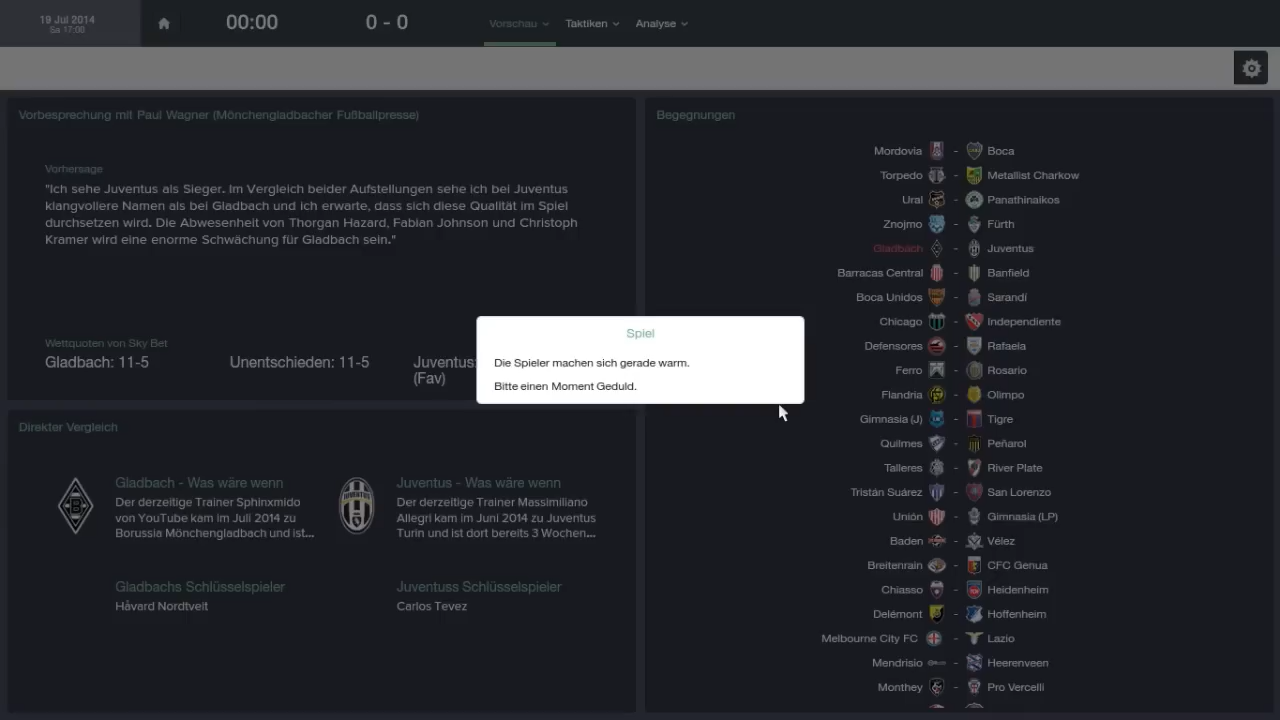 19 Jul 2014
Sa 17:00
00:00
0 - 0
Vorschau
Taktiken
Analyse
Vorbesprechung mit Paul Wagner (Mönchengladbacher Fußballpresse)
Vorhersage
"Ich sehe Juventus als Sieger. Im Vergleich beider Aufstellungen sehe ich bei Juventus
klangvollere Namen als bei Gladbach und ich erwarte, dass sich diese Qualität im Spiel
durchsetzen wird. Die Abwesenheit von Thorgan Hazard, Fabian Johnson und Christoph
Kramer wird eine enorme Schwächung für Gladbach sein."
Wettquoten von Sky Bet
Gladbach: 11-5
Unentschieden: 11-5
Juventus:
(Fav)
Spiel
Die Spieler machen sich gerade warm.
Bitte einen Moment Geduld.
Direkter Vergleich
Gladbach - Was wäre wenn
Der derzeitige Trainer Sphinxmido
von YouTube kam im Juli 2014 zu
Borussia Mönchengladbach und ist...
Juventus - Was wäre wenn
Der derzeitige Trainer Massimiliano
Allegri kam im Juni 2014 zu Juventus
Turin und ist dort bereits 3 Wochen...
Gladbachs Schlüsselspieler
Håvard Nordtveit
Juventuss Schlüsselspieler
Carlos Tevez
Begegnungen
Mordovia - Boca
Torpedo - Metallist Charkow
Ural - Panathinaikos
Znojmo - Fürth
Gladbach - Juventus
Barracas Central - Banfield
Boca Unidos - Sarandí
Chicago - Independiente
Defensores - Rafaela
Ferro - Rosario
Flandria - Olimpo
Gimnasia (J) - Tigre
Quilmes - Peñarol
Talleres - River Plate
Tristán Suárez - San Lorenzo
Unión - Gimnasia (LP)
Baden - Vélez
Breitenrain - CFC Genua
Chiasso - Heidenheim
Delémont - Hoffenheim
Melbourne City FC - Lazio
Mendrisio - Heerenveen
Monthey - Pro Vercelli